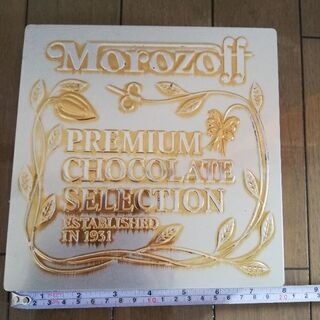 Morozoff
PREMIUM
CHOCOLATE
SELECTION
ESTABLISHED
IN 1931